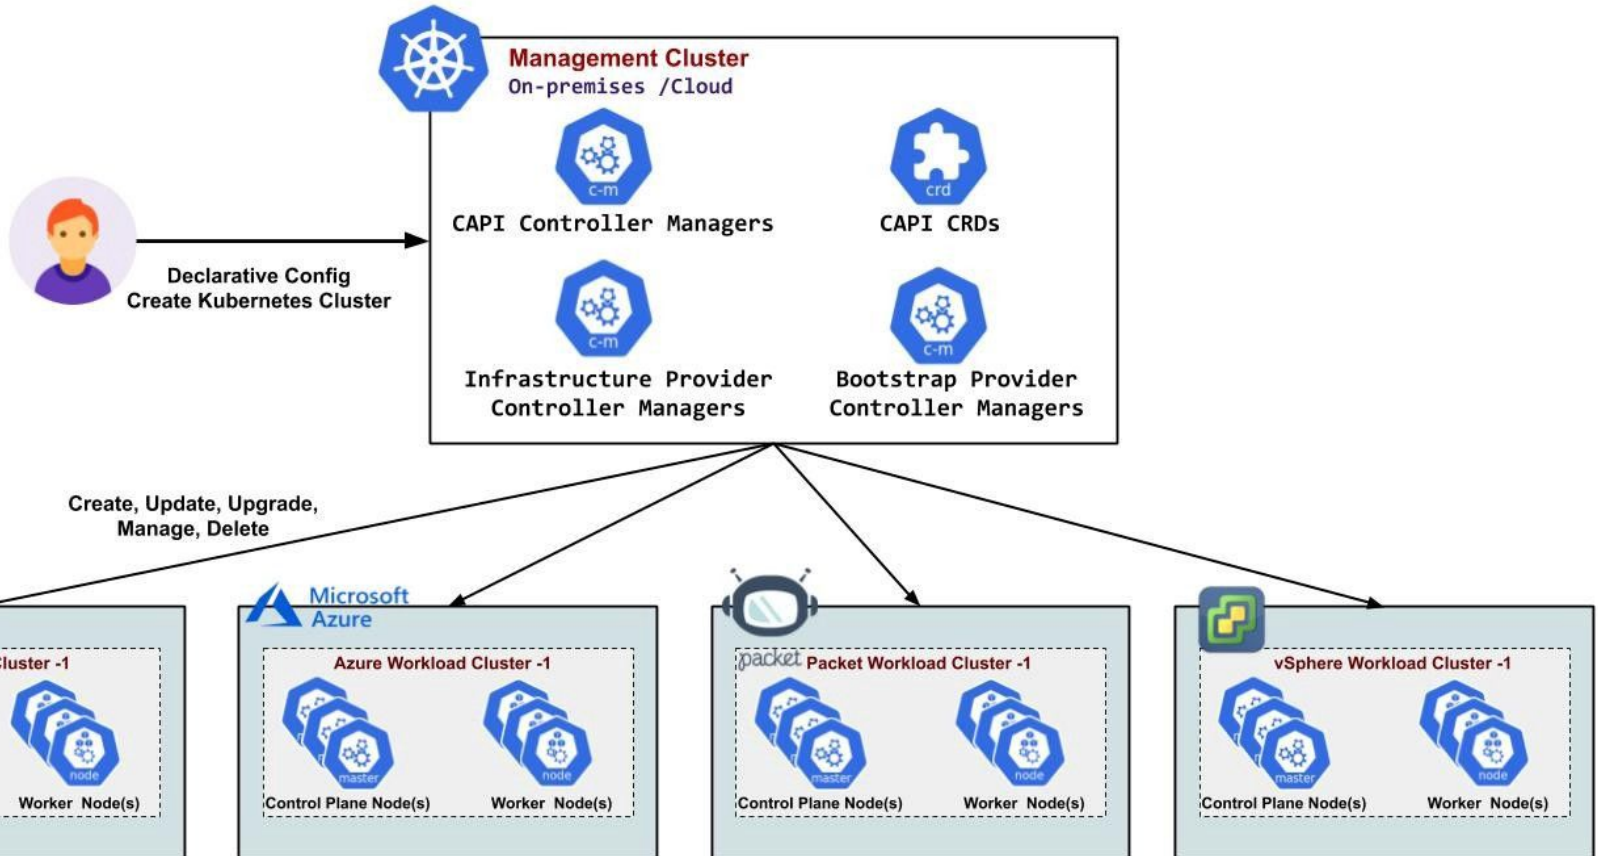 Management Cluster
On-premises /Cloud
c-m
crd
CAPI Controller Managers
CAPI CRDs
Declarative Config
Create Kubernetes Cluster
c-m
c-m
Infrastructure Provider
Controller Managers
Bootstrap Provider
Controller Managers
Create, Update, Upgrade,
Manage, Delete
Microsoft
Azure
packet
luster -1
Azure Workload Cluster -1
Packet Workload Cluster -1
vSphere Workload Cluster -1
node
master
node
master
node
master
node
Worker Node(s)
Control Plane Node(s)
Worker Node(s)
Control Plane Node(s)
Worker Node(s)
Control Plane Node(s)
Worker Node(s)